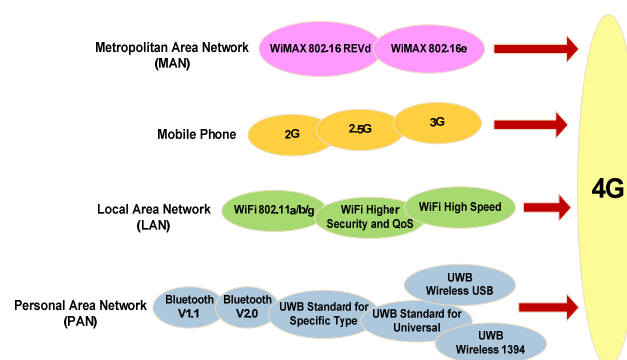 Metropolitan Area Network
(MAN)
WiMAX 802-16 REVd
WiMAX 802-16e
Mobile Phone
2G
2.5G
3G
4G
Local Area Network
(LAN)
WiFi 802.11a/b/g
WiFi Higher
Security and QoS
WiFi High Speed
Personal Area Network
(PAN)
Bluetooth
V1.1
Bluetooth
V2.0
UWB Standard for
Specific Type
UWB Standard for
Universal
UWB
Wireless USB
UWB
Wireless 1394